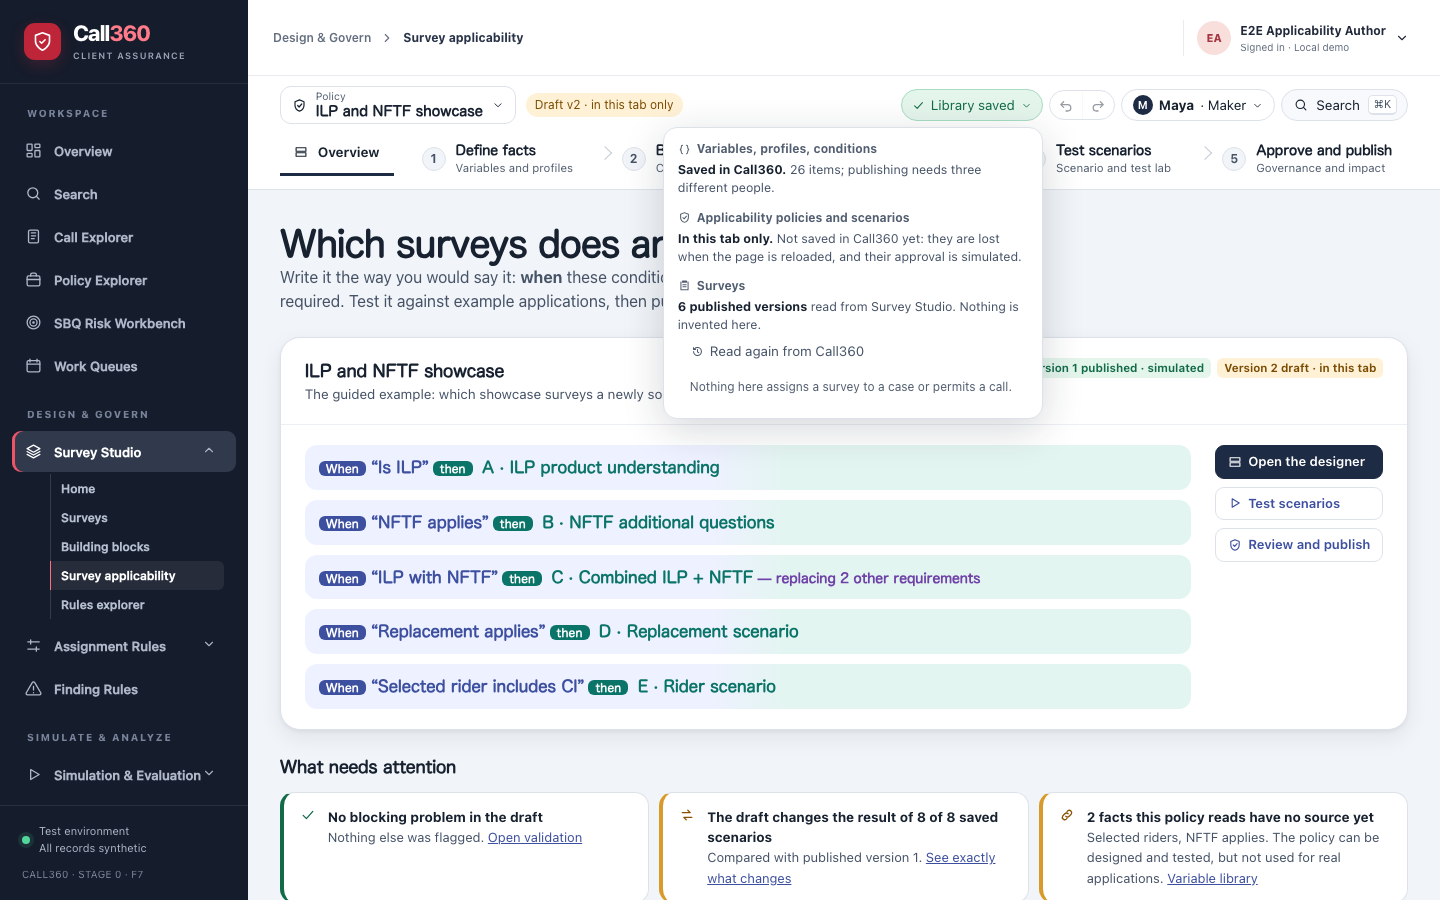 Call360
CLIENT ASSURANCE
WORKSPACE
Overview
Search
Call Explorer
Policy Explorer
SBQ Risk Workbench
Work Queues
DESIGN & GOVERN
Survey Studio
Home
Surveys
Building blocks
Survey applicability
Rules explorer
Assignment Rules
Finding Rules
SIMULATE & ANALYZE
Simulation & Evaluation
Test environment
All records synthetic
CALL360 · STAGE 0 · F7
Design & Govern > Survey applicability
EA
E2E Applicability Author
Signed in · Local demo
Policy
ILP and NFTF showcase
Draft v2 · in this tab only
Library saved
M Maya · Maker
Search ⌘K
Overview
1 Define facts
Variables and profiles
2 B
C
Test scenarios
Scenario and test lab
5 Approve and publish
Governance and impact
{ } Variables, profiles, conditions
Saved in Call360. 26 items; publishing needs three
different people.
Applicability policies and scenarios
In this tab only. Not saved in Call360 yet: they are lost
when the page is reloaded, and their approval is simulated.
Surveys
6 published versions read from Survey Studio. Nothing is
invented here.
Read again from Call360
Nothing here assigns a survey to a case or permits a call.
Which surveys does
Write it the way you would say it: when these conditio
required. Test it against example applications, then pu
ILP and NFTF showcase
The guided example: which showcase surveys a newly so
rsion 1 published · simulated
Version 2 draft · in this tab
When “Is ILP” then A · ILP product understanding
When “NFTF applies” then B · NFTF additional questions
When “ILP with NFTF” then C · Combined ILP + NFTF — replacing 2 other requirements
When “Replacement applies” then D · Replacement scenario
When “Selected rider includes CI” then E · Rider scenario
Open the designer
Test scenarios
Review and publish
What needs attention
No blocking problem in the draft
Nothing else was flagged. Open validation
The draft changes the result of 8 of 8 saved
scenarios
Compared with published version 1. See exactly
what changes
2 facts this policy reads have no source yet
Selected riders, NFTF applies. The policy can be
designed and tested, but not used for real
applications. Variable library